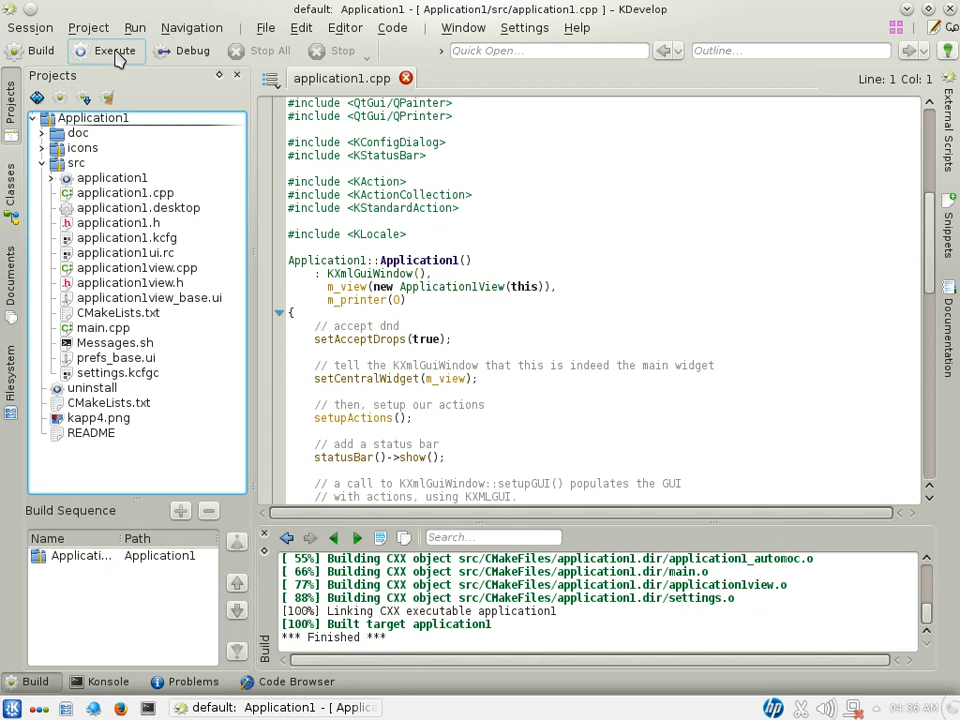 default: Application1 - [ Application1/src/application1.cpp ] – KDevelop
Session Project Run Navigation File Edit Editor Code Window Settings Help Co
Build Execute Debug Stop All Stop Quick Open... Outline...
Projects
application1.cpp
Line: 1 Col: 1
Projects
Classes
Documents
Filesystem
Application1
doc
icons
src
application1
application1.cpp
application1.desktop
application1.h
application1.kcfg
application1ui.rc
application1view.cpp
application1view.h
application1view_base.ui
CMakeLists.txt
main.cpp
Messages.sh
prefs_base.ui
settings.kcfgc
uninstall
CMakeLists.txt
kapp4.png
README
#include <QtGui/QPainter>
#include <QtGui/QPrinter>
#include <KConfigDialog>
#include <KStatusBar>
#include <KAction>
#include <KActionCollection>
#include <KStandardAction>
#include <KLocale>
Application1::Application1()
: KXmlGuiWindow(),
m_view(new Application1View(this)),
m_printer(0)
{
// accept dnd
setAcceptDrops(true);
// tell the KXmlGuiWindow that this is indeed the main widget
setCentralWidget(m_view);
// then, setup our actions
setupActions();
// add a status bar
statusBar()->show();
// a call to KXmlGuiWindow::setupGUI() populates the GUI
// with actions, using KXMLGUI.
External Scripts
Snippets
Documentation
Build Sequence
Name Path
Applicati... Application1
Search...
[ 55%] Building CXX object src/CMakeFiles/application1.dir/application1_automoc.o
[ 66%] Building CXX object src/CMakeFiles/application1.dir/main.o
[ 77%] Building CXX object src/CMakeFiles/application1.dir/application1view.o
[ 88%] Building CXX object src/CMakeFiles/application1.dir/settings.o
[100%] Linking CXX executable application1
[100%] Built target application1
*** Finished ***
Build
Build Konsole Problems Code Browser
default: Application1 - [ Applica
hp
04:36 AM